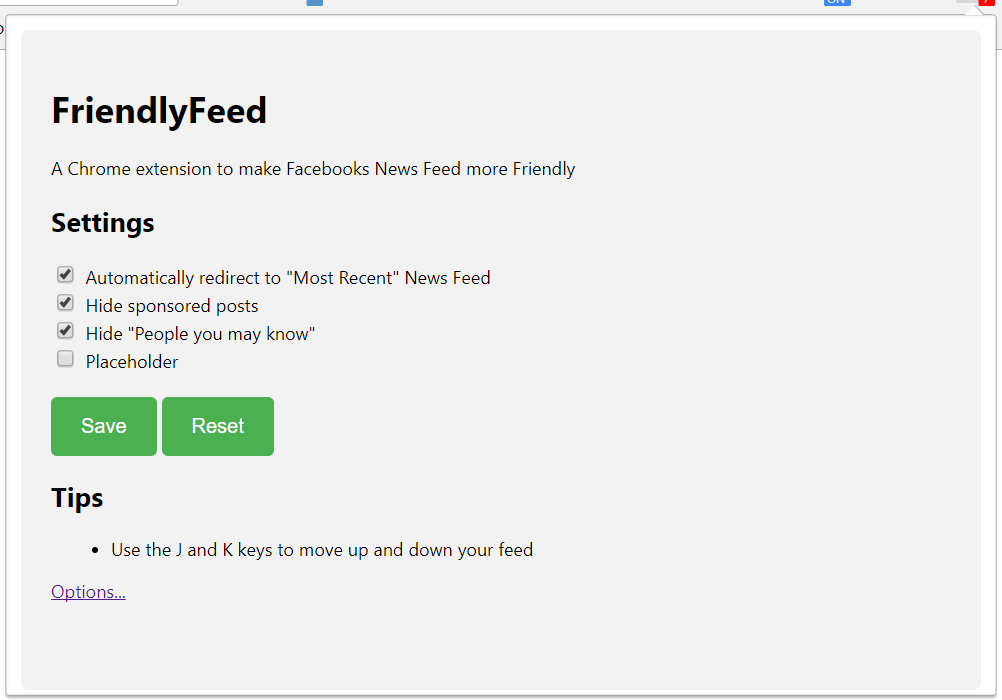 FriendlyFeed
A Chrome extension to make Facebooks News Feed more Friendly
Settings
Automatically redirect to "Most Recent" News Feed
Hide sponsored posts
Hide "People you may know"
Placeholder
Save Reset
Tips
• Use the J and K keys to move up and down your feed
Options...